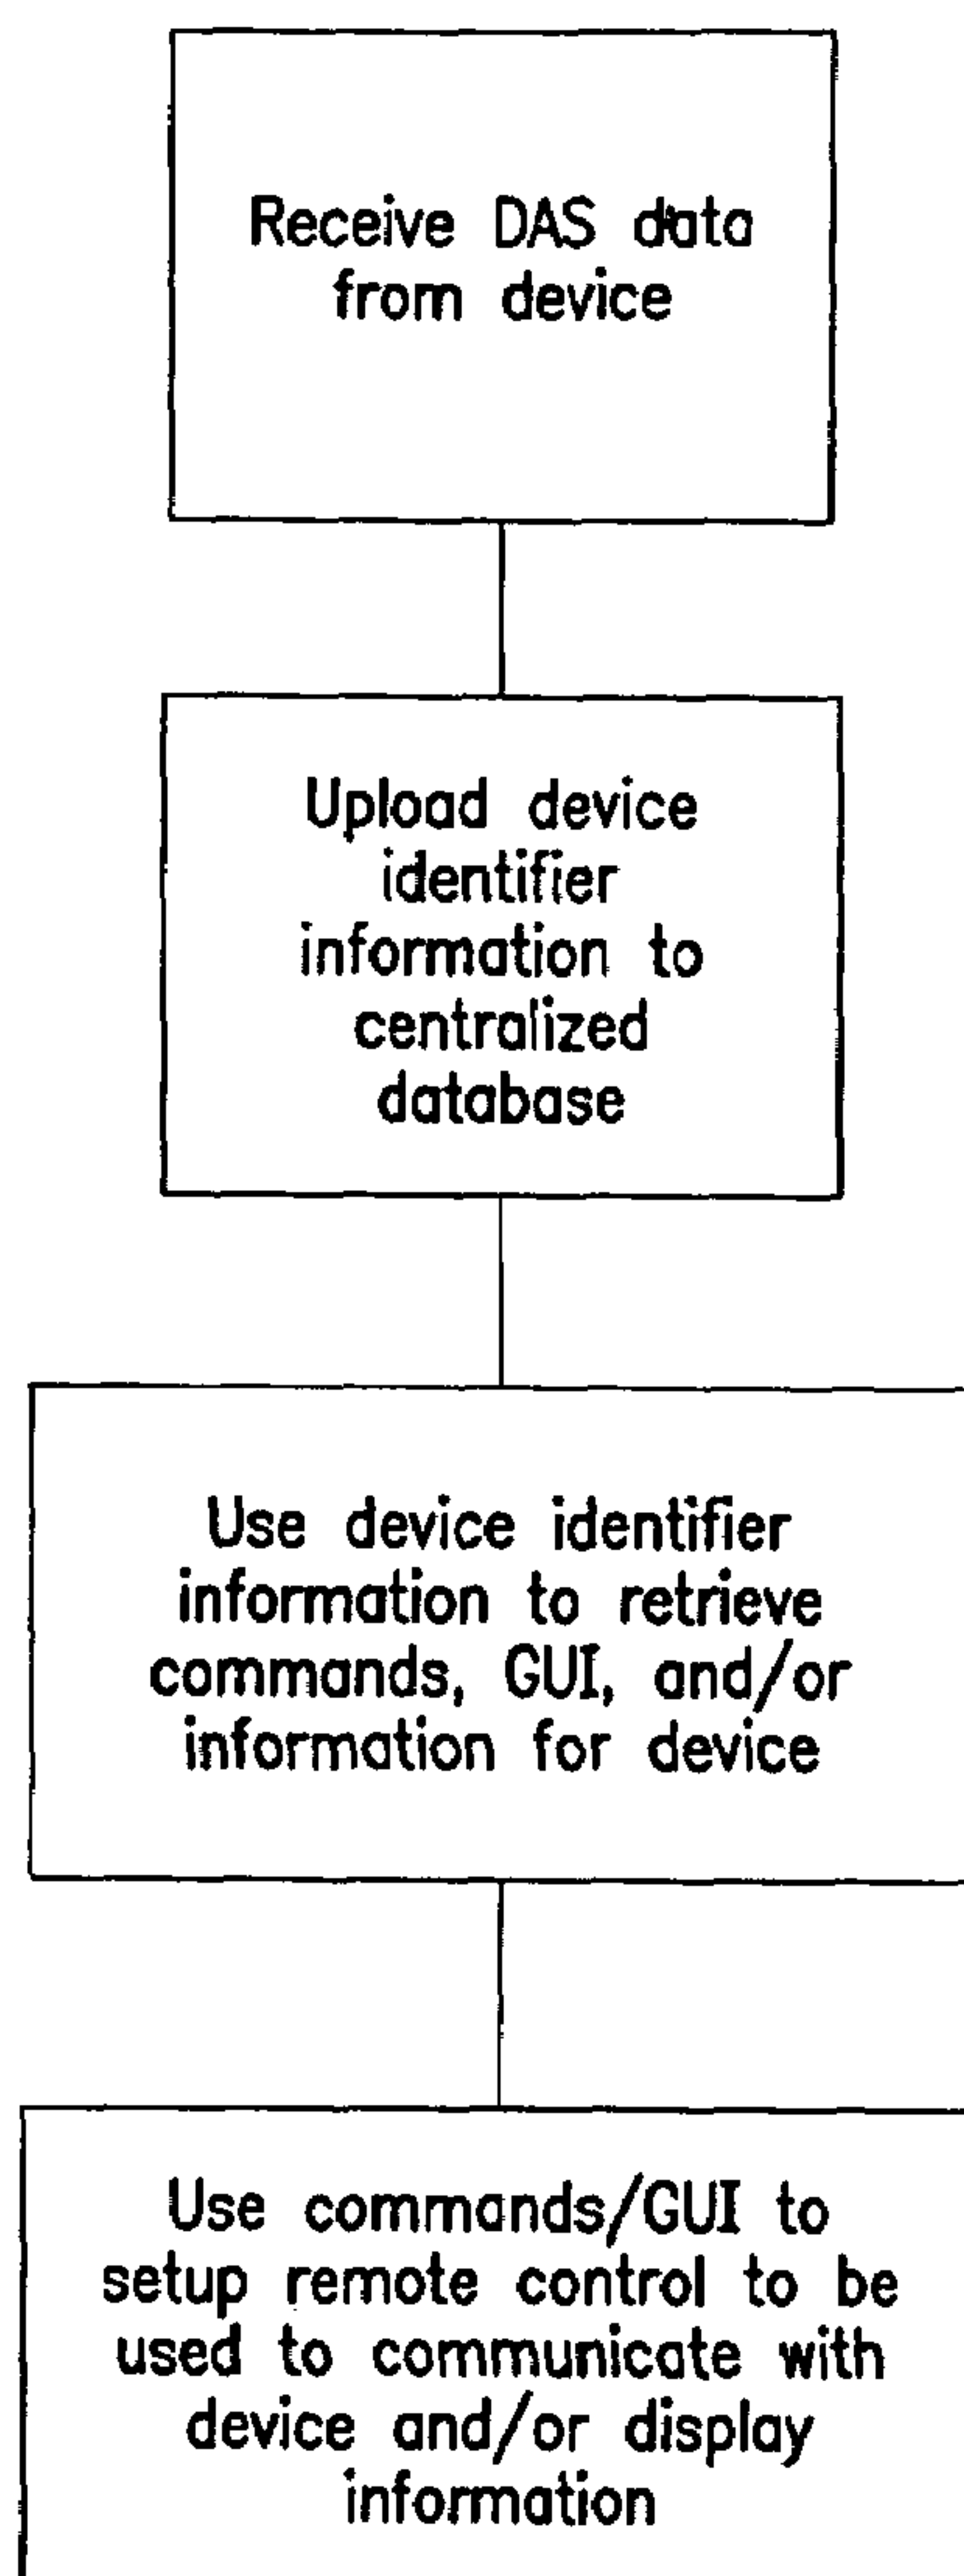 Receive DAS data
from device
Upload device
identifier
information to
centralized
database
Use device identifier
information to retrieve
commands, GUI, and/or
information for device
Use commands/GUI to
setup remote control to be
used to communicate with
device and/or display
information